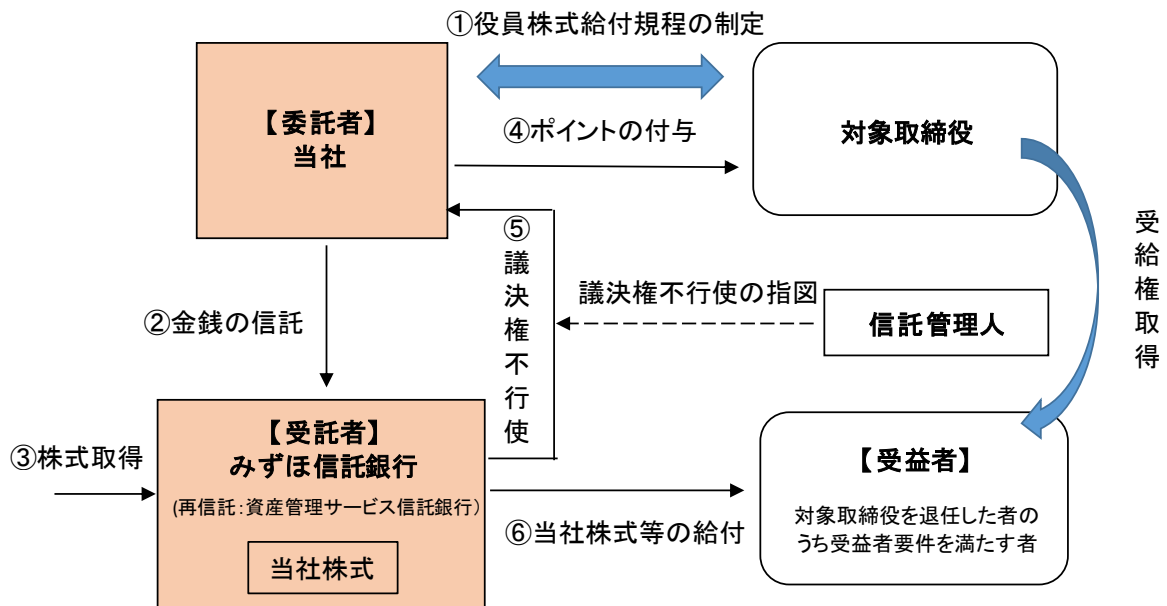 ①役員株式給付規程の制定
【委託者】
当社
④ポイントの付与
対象取締役
⑤議決権不行使
受給権取得
②金銭の信託
議決権不行使の指図
信託管理人
③株式取得
【受託者】
みずほ信託銀行
(再信託：資産管理サービス信託銀行)
当社株式
⑥当社株式等の給付
【受益者】
対象取締役を退任した者の
うち受益者要件を満たす者